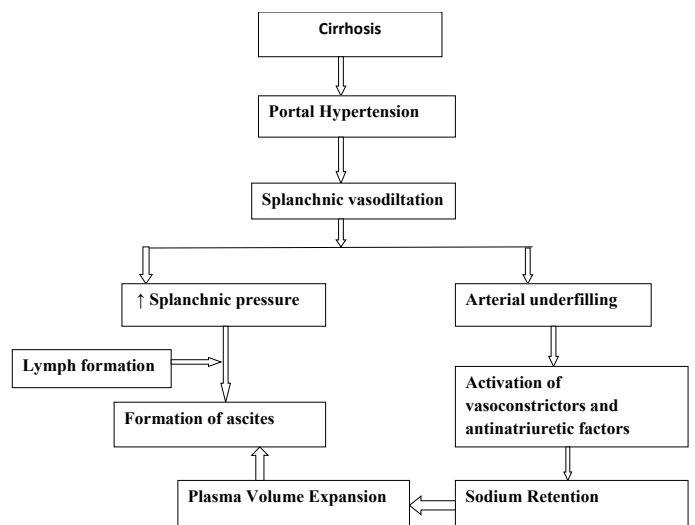 Cirrhosis
Portal Hypertension
Splanchnic vasodiltation
↑ Splanchnic pressure
Arterial underfilling
Lymph formation
Activation of
vasoconstrictors and
antinatriuretic factors
Formation of ascites
Plasma Volume Expansion
Sodium Retention